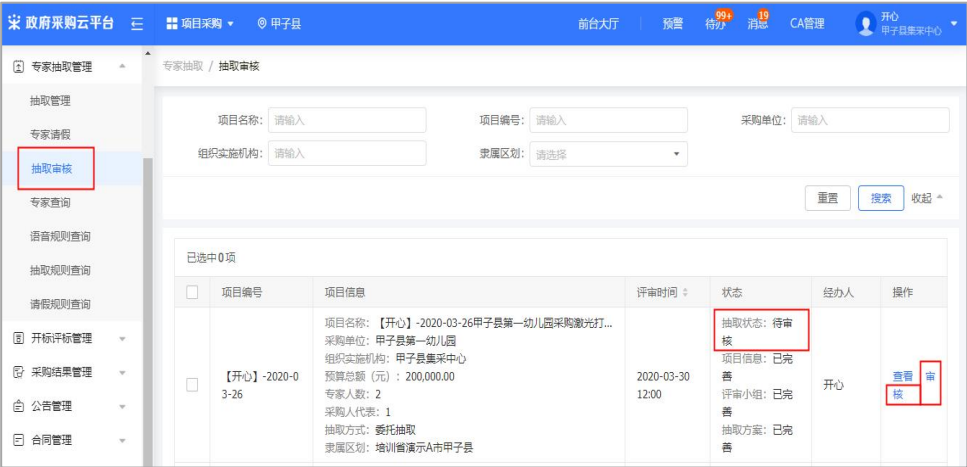 政府采购云平台
项目采购
甲子县
前台大厅
预警
待办
99+
消息
19
CA管理
开心
甲子县集采中心
专家抽取管理
抽取管理
专家请假
抽取审核
专家查询
语音规则查询
抽取规则查询
请假规则查询
开标评标管理
采购结果管理
公告管理
合同管理
专家抽取 / 抽取审核
项目名称： 请输入
项目编号： 请输入
采购单位： 请输入
组织实施机构： 请输入
隶属区划： 请选择
重置
搜索
收起
已选中0项
项目编号
项目信息
评审时间
状态
经办人
操作
【开心】-2020-0
3-26
项目名称：【开心】-2020-03-26甲子县第一幼儿园采购激光打...
采购单位：甲子县第一幼儿园
组织实施机构：甲子县集采中心
预算总额（元）：200,000.00
专家人数：2
采购人代表：1
抽取方式：委托抽取
隶属区划：培训省演示A市甲子县
2020-03-30
12:00
抽取状态：待审
核
项目信息：已完
善
评审小组：已完
善
抽取方案：已完
善
开心
查看 审
核